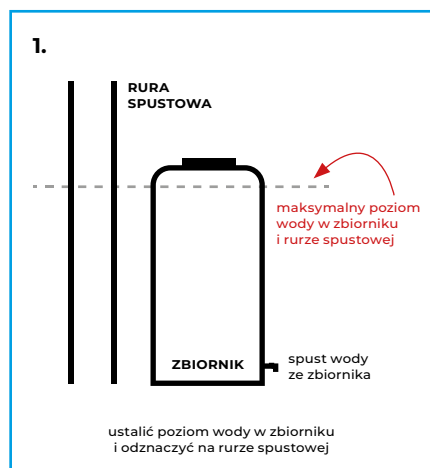 1.
RURA
SPUSTOWA
maksymalny poziom
wody w zbiorniku
i rurze spustowej
ZBIORNIK
spust wody
ze zbiornika
ustalić poziom wody w zbiorniku
i odznaczyć na rurze spustowej